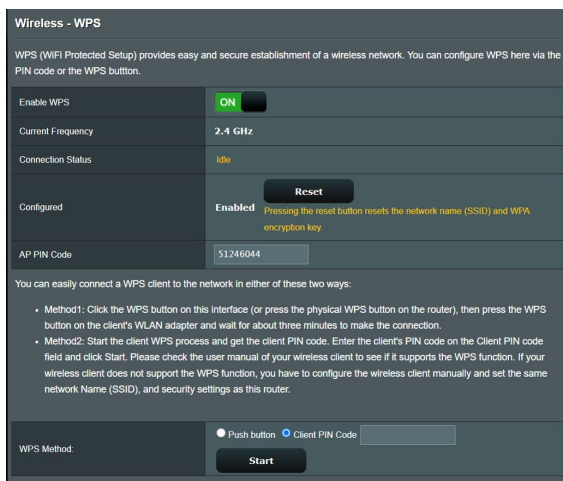 Wireless - WPS
WPS (WiFi Protected Setup) provides easy and secure establishment of a wireless network. You can configure WPS here via the
PIN code or the WPS buttton.
Enable WPS
ON
Current Frequency
2.4 GHz
Connection Status
Idle
Reset
Configured
Enabled
Pressing the reset button resets the network name (SSID) and WPA
encryption key.
AP PIN Code
51246044
You can easily connect a WPS client to the network in either of these two ways:
• Method1: Click the WPS button on this interface (or press the physical WPS button on the router), then press the WPS
button on the client's WLAN adapter and wait for about three minutes to make the connection.
• Method2: Start the client WPS process and get the client PIN code. Enter the client's PIN code on the Client PIN code
field and click Start. Please check the user manual of your wireless client to see if it supports the WPS function. If your
wireless client does not support the WPS function, you have to configure the wireless client manually and set the same
network Name (SSID), and security settings as this router.
WPS Method:
Push button Client PIN Code
Start